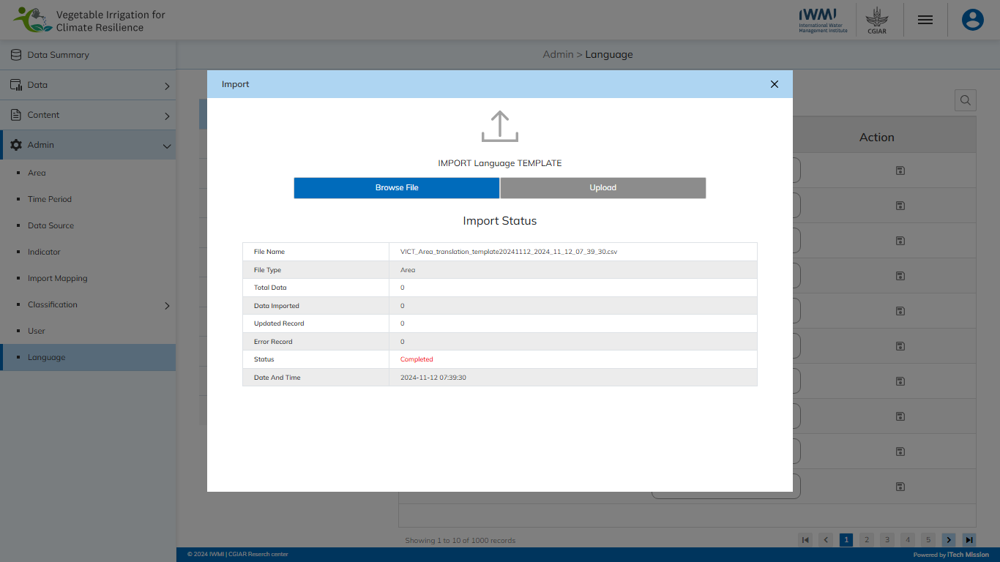 Vegetable Irrigation for
Climate Resilience
IWMI
International Water
Management Institute
CGIAR
Data Summary
Data
Content
Admin
Area
Time Period
Data Source
Indicator
Import Mapping
Classification
User
Language
Admin > Language
Import
IMPORT Language TEMPLATE
Browse File
Upload
Import Status
File Name VICT_Area_translation_template20241112_2024_11_12_07_39_30.csv
File Type Area
Total Data 0
Data Imported 0
Updated Record 0
Error Record 0
Status Completed
Date And Time 2024-11-12 07:39:30
Action
Showing 1 to 10 of 1000 records
1 2 3 4 5
© 2024 IWMI | CGIAR Reserch center
Powered by iTech Mission